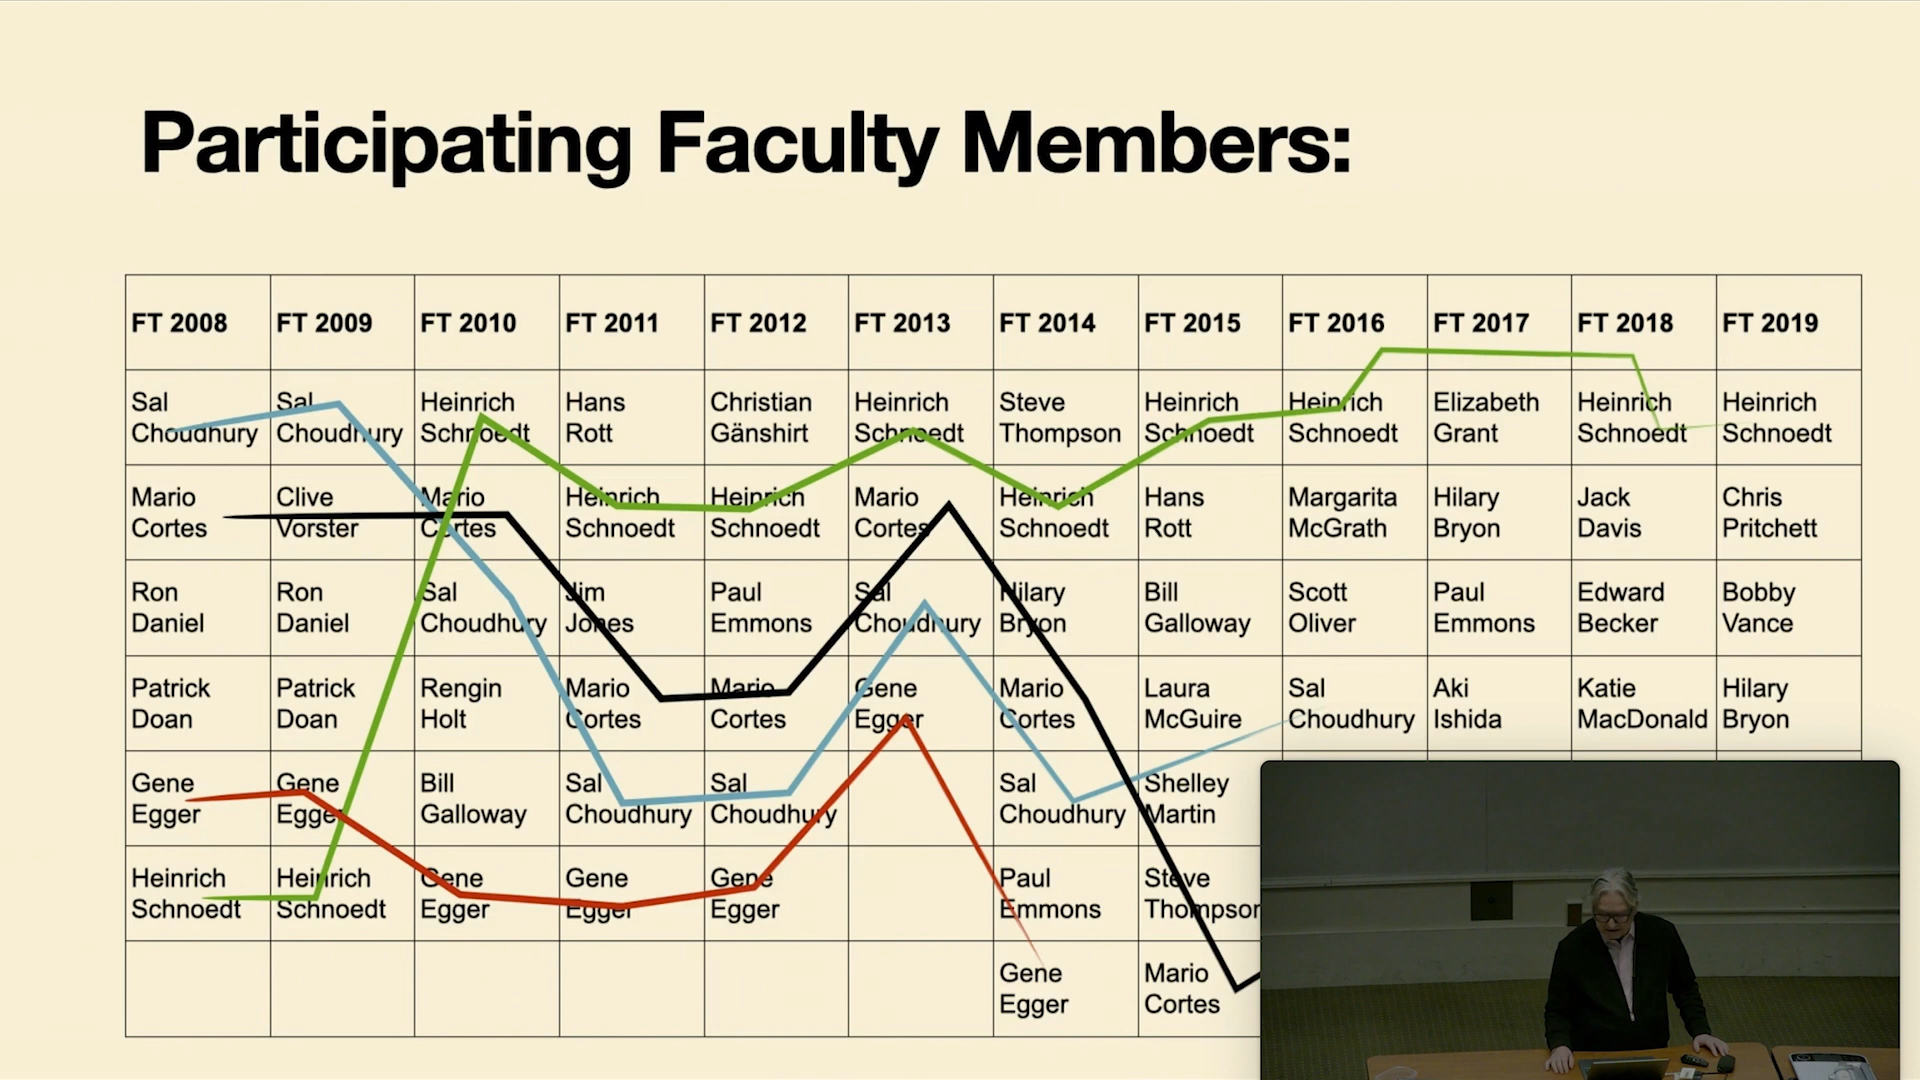 Participating Faculty Members:
FT 2008 FT 2009 FT 2010 FT 2011 FT 2012 FT 2013 FT 2014 FT 2015 FT 2016 FT 2017 FT 2018 FT 2019
Sal Sal Heinrich Hans Christian Heinrich Steve Heinrich Heinrich Elizabeth Heinrich Heinrich
Choudhury Choudhury Schnoedt Rott Gänshirt Schnoedt Thompson Schnoedt Schnoedt Grant Schnoedt Schnoedt
Mario Clive Mario Heinrich Heinrich Mario Heinrich Hans Margarita Hilary Jack Chris
Cortes Vorster Cortes Schnoedt Schnoedt Cortes Schnoedt Rott McGrath Bryon Davis Pritchett
Ron Ron Sal Jim Paul Sal Hilary Bill Scott Paul Edward Bobby
Daniel Daniel Choudhury Jones Emmons Choudhury Bryon Galloway Oliver Emmons Becker Vance
Patrick Patrick Rengin Mario Mario Gene Mario Laura Sal Aki Katie Hilary
Doan Doan Holt Cortes Cortes Egger Cortes McGuire Choudhury Ishida MacDonald Bryon
Gene Gene Bill Sal Sal Sal Shelley
Egger Egger Galloway Choudhury Choudhury Choudhury Martin
Heinrich Heinrich Gene Gene Gene Paul Steve
Schnoedt Schnoedt Egger Egger Egger Emmons Thompson
Gene Mario
Egger Cortes